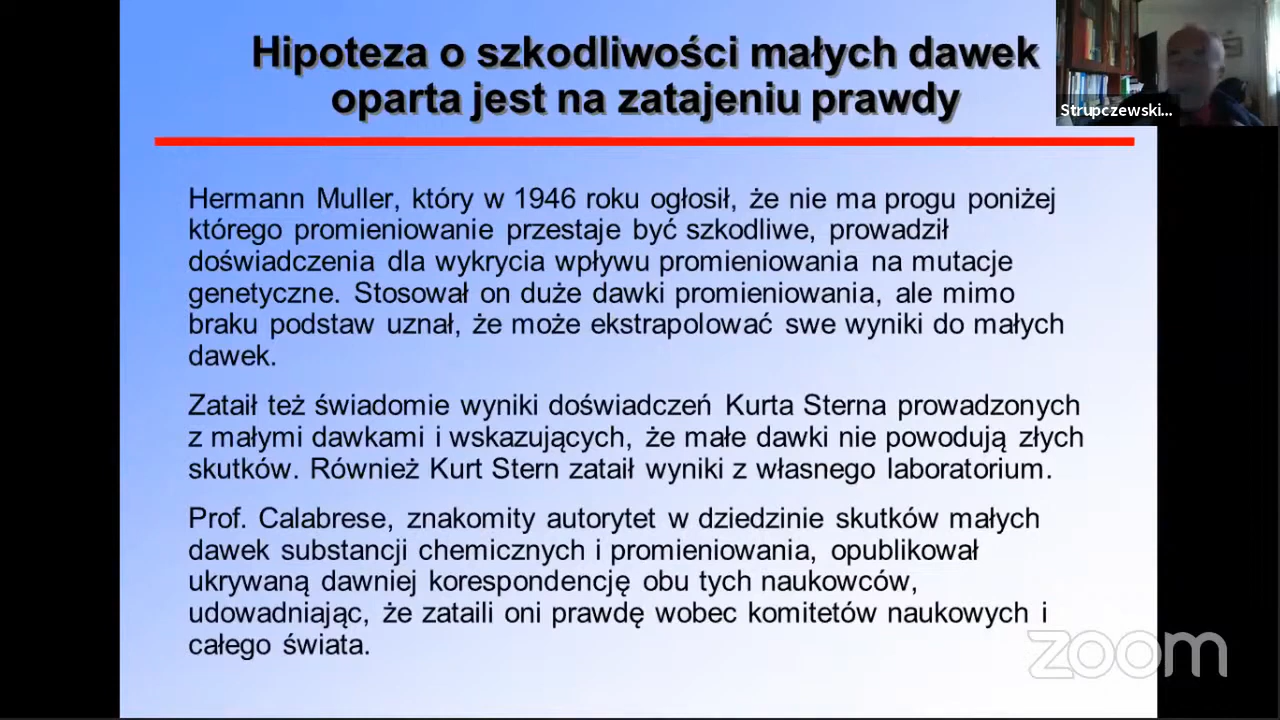 Hipoteza o szkodliwości małych dawek
oparta jest na zatajeniu prawdy
Strupczewski...
Hermann Muller, który w 1946 roku ogłosił, że nie ma progu poniżej
którego promieniowanie przestaje być szkodliwe, prowadził
doświadczenia dla wykrycia wpływu promieniowania na mutacje
genetyczne. Stosował on duże dawki promieniowania, ale mimo
braku podstaw uznał, że może ekstrapolować swe wyniki do małych
dawek.
Zataił też świadomie wyniki doświadczeń Kurta Sterna prowadzonych
z małymi dawkami i wskazujących, że małe dawki nie powodują złych
skutków. Również Kurt Stern zataił wyniki z własnego laboratorium.
Prof. Calabrese, znakomity autorytet w dziedzinie skutków małych
dawek substancji chemicznych i promieniowania, opublikował
ukrywaną dawniej korespondencję obu tych naukowców,
udowadniając, że zataili oni prawdę wobec komitetów naukowych i
całego świata.
zoom